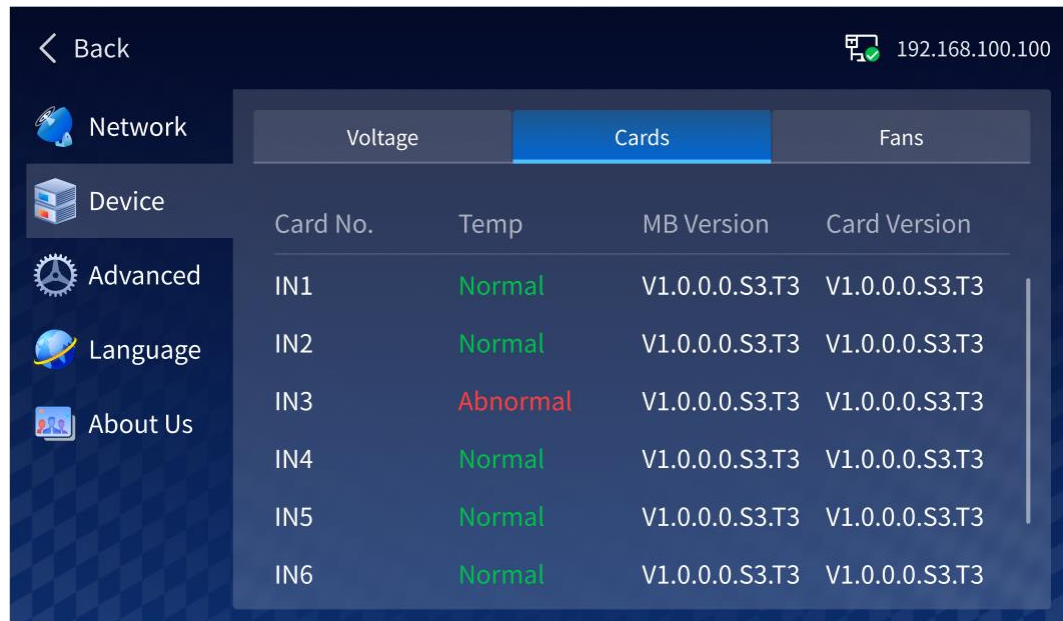 Back
192.168.100.100
Network
Device
Advanced
Language
About Us
Voltage Cards Fans
Card No. Temp MB Version Card Version
IN1 Normal V1.0.0.0.S3.T3 V1.0.0.0.S3.T3
IN2 Normal V1.0.0.0.S3.T3 V1.0.0.0.S3.T3
IN3 Abnormal V1.0.0.0.S3.T3 V1.0.0.0.S3.T3
IN4 Normal V1.0.0.0.S3.T3 V1.0.0.0.S3.T3
IN5 Normal V1.0.0.0.S3.T3 V1.0.0.0.S3.T3
IN6 Normal V1.0.0.0.S3.T3 V1.0.0.0.S3.T3